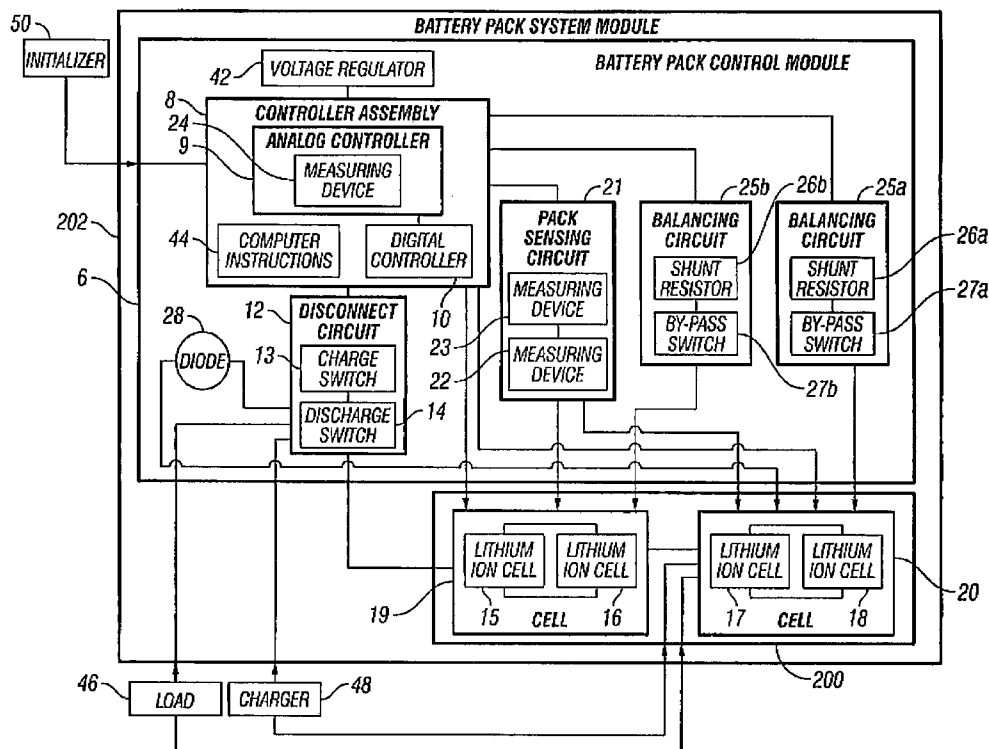 50
INITIALIZER
BATTERY PACK SYSTEM MODULE
42
VOLTAGE REGULATOR
BATTERY PACK CONTROL MODULE
8
CONTROLLER ASSEMBLY
24
ANALOG CONTROLLER
9
MEASURING
DEVICE
21
25b
26b
25a
PACK
SENSING
CIRCUIT
BALANCING
CIRCUIT
BALANCING
CIRCUIT
26a
202
44
COMPUTER
INSTRUCTIONS
DIGITAL
CONTROLLER
SHUNT
RESISTOR
SHUNT
RESISTOR
6
MEASURING
DEVICE
27a
12
DISCONNECT
CIRCUIT
10
BY-PASS
SWITCH
BY-PASS
SWITCH
28
DIODE
13
CHARGE
SWITCH
23
22
MEASURING
DEVICE
27b
DISCHARGE
SWITCH
14
LITHIUM
ION CELL
LITHIUM
ION CELL
LITHIUM
ION CELL
LITHIUM
ION CELL
20
19
15
16
17
18
CELL
CELL
46
LOAD
CHARGER
48
200